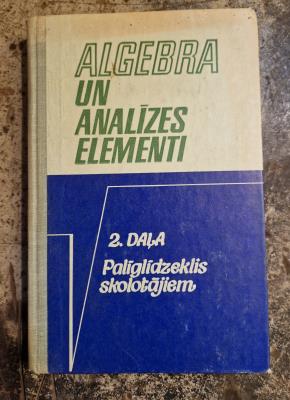 ALGEBRA
UN
ANALĪZES
ELEMENTI
2. DAĻA
Palīglīdzeklis
skolotājiem